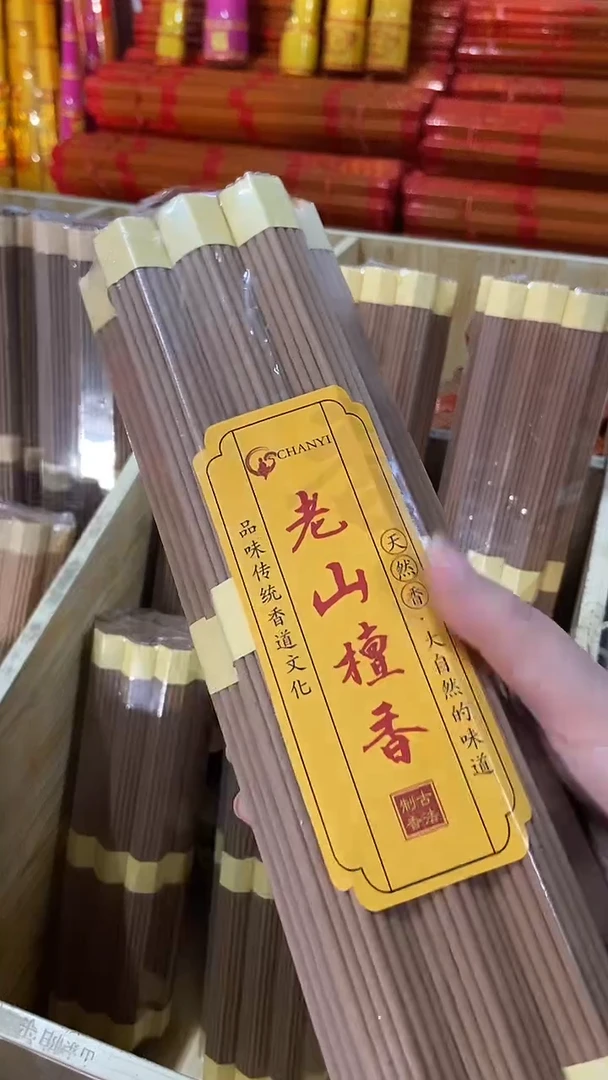 CHANYI
老山檀香
天然香·大自然的味道
品味传统香道文化
古法
制香